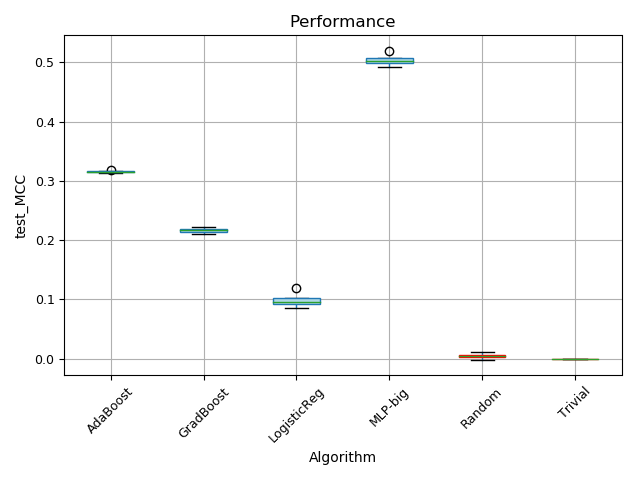 Performance
test_MCC
0.5
0.4
0.3
0.2
0.1
0.0
AdaBoost
GradBoost
LogisticReg
MLP-big
Random
Trivial
Algorithm